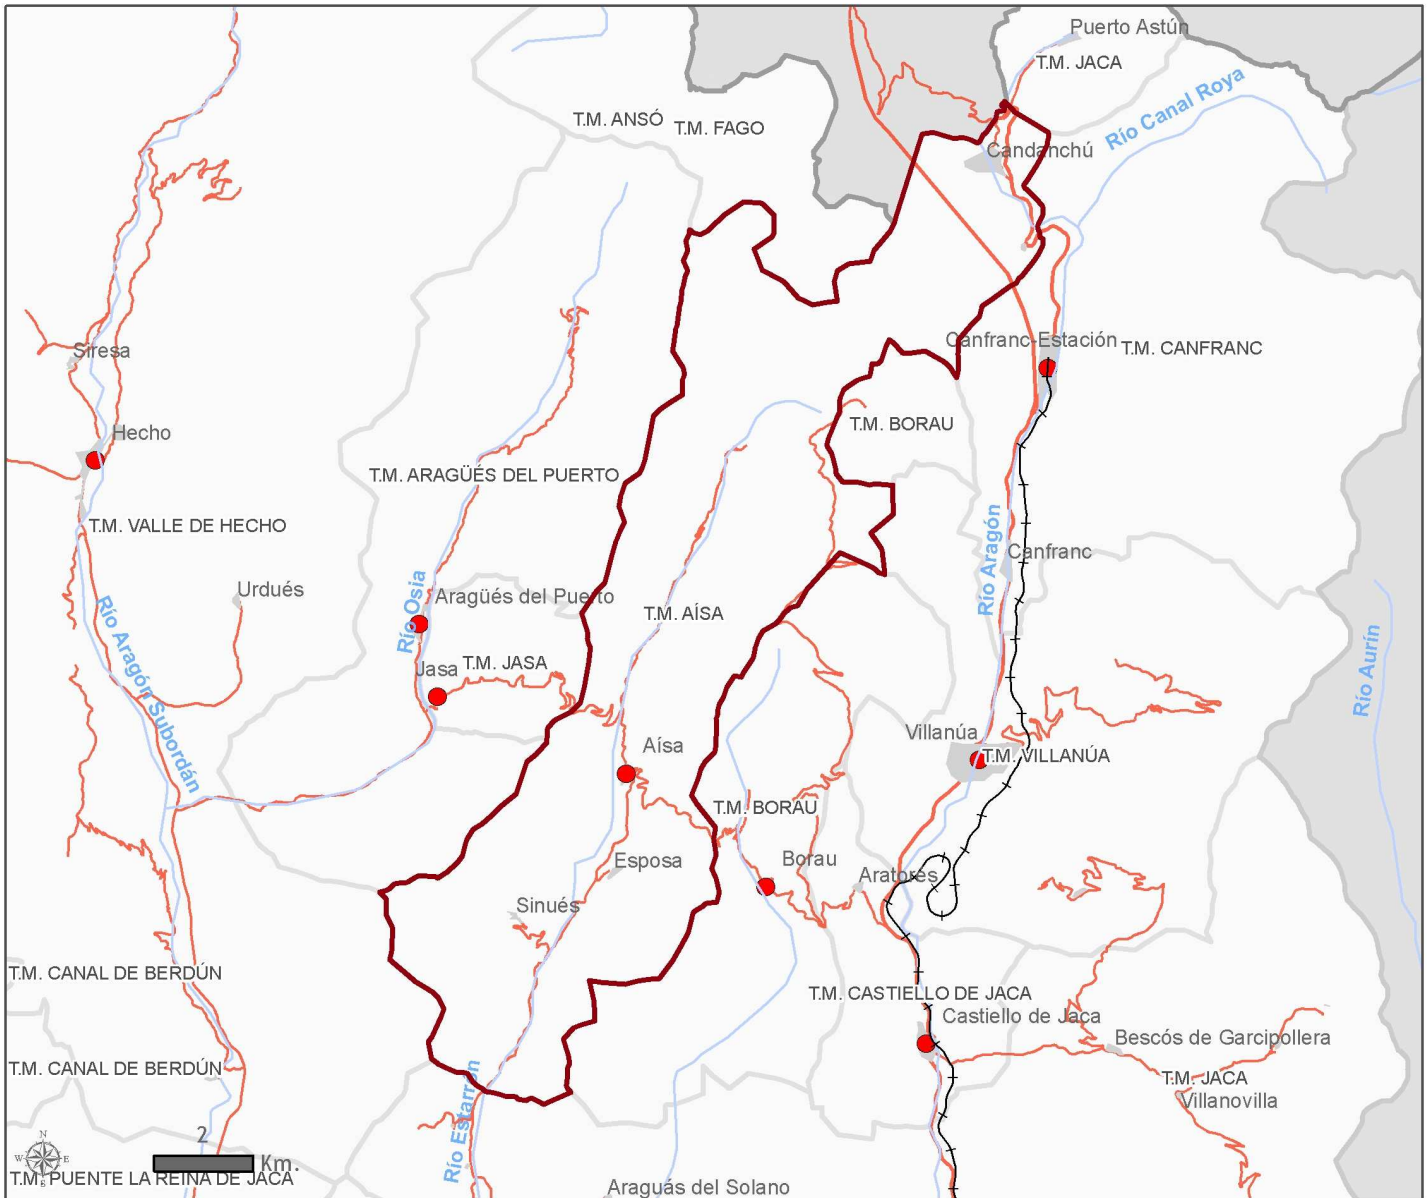 Puerto Astún
T.M. JACA
Río Canal Roya
T.M. ANSÓ
T.M. FAGO
Candanchú
Canfranc-Estación
T.M. CANFRANC
Siresa
Hecho
T.M. BORAU
T.M. ARAGÜÉS DEL PUERTO
T.M. VALLE DE HECHO
Río Aragón
Canfranc
Urdués
Río Osia
Aragüés del Puerto
T.M. AÍSA
Río Aragón Subordán
Río Aurín
Jasa
T.M. JASA
Aísa
Villanúa
T.M. VILLANÚA
T.M. BORAU
Esposa
Borau
Aratorés
Sinués
T.M. CANAL DE BERDÚN
T.M. CASTIELLO DE JACA
Castiello de Jaca
Bescós de Garcipollera
T.M. CANAL DE BERDÚN
T.M. JACA
Villanovilla
Río Estarrún
2
Km.
N
W
E
S
T.M. PUENTE LA REINA DE JACA
Araguás del Solano